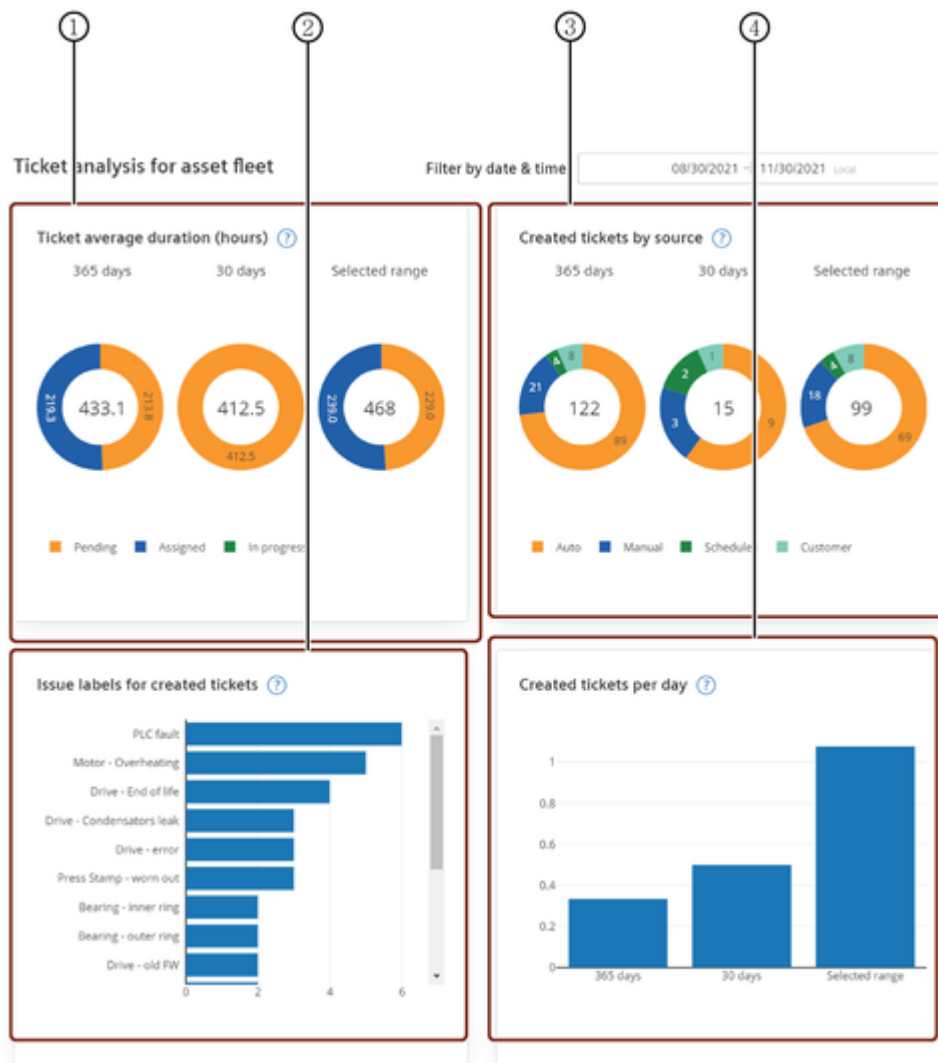 ① ② ③ ④
Ticket analysis for asset fleet
Filter by date & time
08/30/2021 → 11/30/2021 Local
Ticket average duration (hours) ?
365 days 30 days Selected range
219.3 433.1 213.8
412.5
412.5
239.0 468 229.0
Pending Assigned In progress
Created tickets by source ?
365 days 30 days Selected range
21 4 8 122 89
3 2 1 15 9
18 4 8 99 69
Auto Manual Schedule Customer
Issue labels for created tickets ?
PLC fault
Motor - Overheating
Drive - End of life
Drive - Condensators leak
Drive - error
Press Stamp - worn out
Bearing - inner ring
Bearing - outer ring
Drive - old FW
0 2 4 6
Created tickets per day ?
1
0.8
0.6
0.4
0.2
0
365 days 30 days Selected range